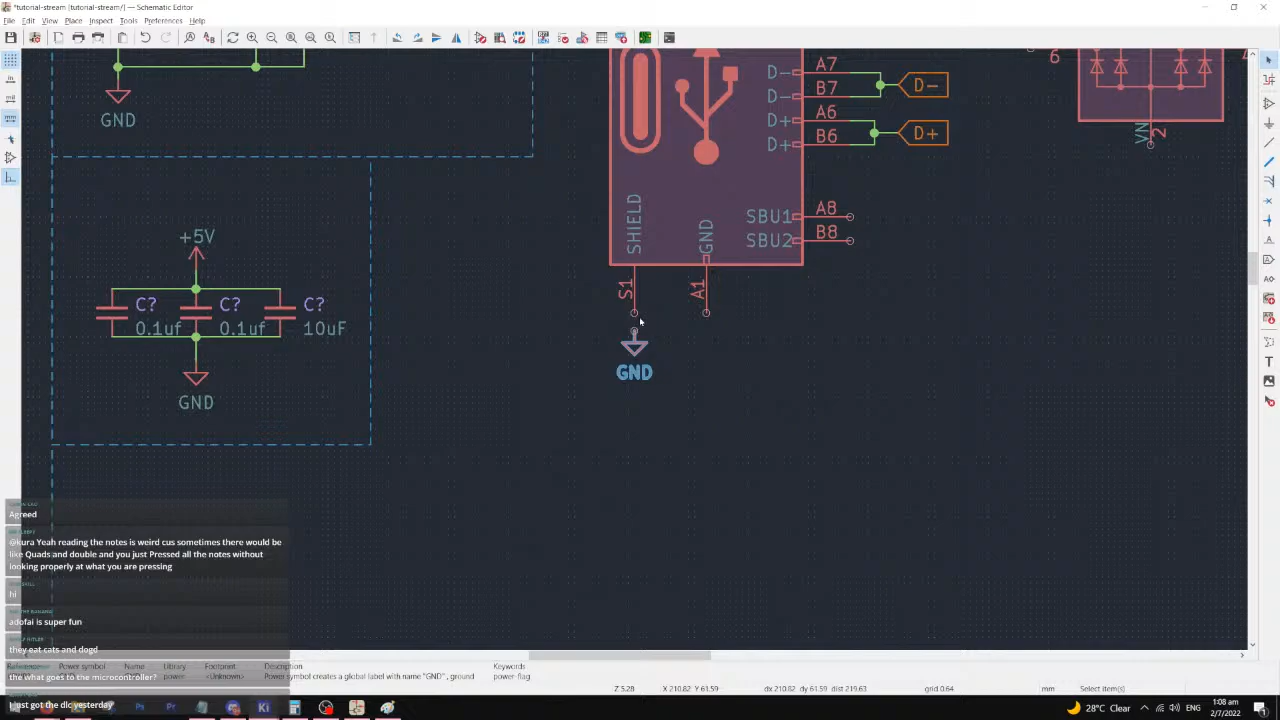 *tutorial-stream [tutorial-stream/] — Schematic Editor
File Edit View Place Inspect Tools Preferences Help
GND
+5V
C? C? C?
0.1uf 0.1uf 10uF
GND
D- A7
D- B7
D-
D+ A6
D+ B6
D+
SHIELD
GND
SBU1 A8
SBU2 B8
S1
A1
GND
6
VN
2
in
mil
mm
Agreed
@kura Yeah reading the notes is weird cus sometimes there would be
like Quads and double and you just Pressed all the notes without
looking properly at what you are pressing
hi
adofai is super fun
they eat cats and dogd
the what goes to the microcontroller?
I just got the dlc yesterday
Reference Power symbol Name Library Footprint Description Keywords
power <Unknown> Power symbol creates a global label with name "GND" , ground power-flag
Z 5.28 X 210.82 Y 61.59 dx 210.82 dy 61.59 dist 219.63 grid 0.64 mm Select item(s)
28°C Clear
1:08 am
2/7/2022